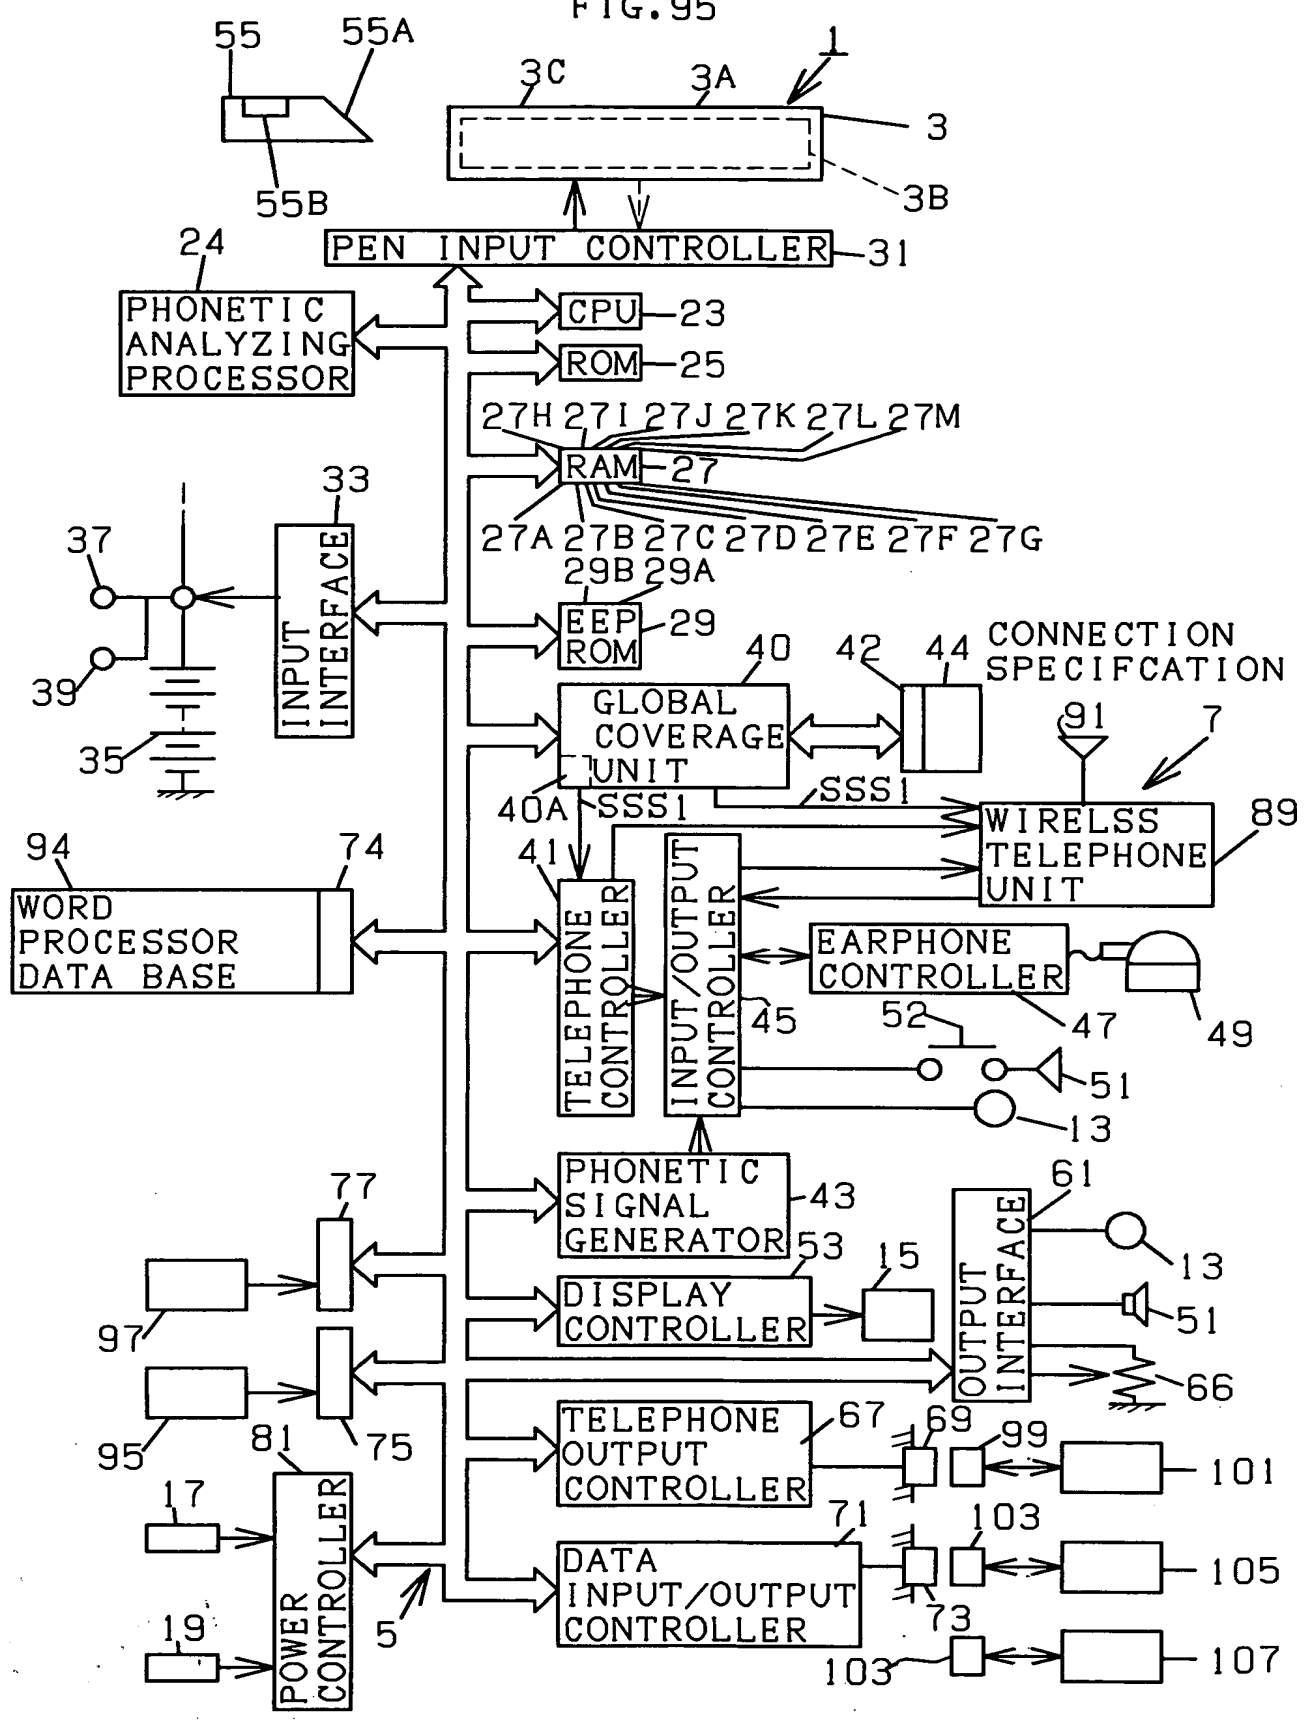 FIG.95
55
55A
55B
1
3C
3A
3
3B
PEN INPUT CONTROLLER
31
24
PHONETIC
ANALYZING
PROCESSOR
CPU
23
ROM
25
27H 27I 27J 27K 27L 27M
RAM
27
27A 27B 27C 27D 27E 27F 27G
29B 29A
EEP
ROM
29
33
INPUT
INTERFACE
37
39
35
40
GLOBAL
COVERAGE
UNIT
40A
42
44
CONNECTION
SPECIFCATION
SSS1
SSS1
91
7
WIRELSS
TELEPHONE
UNIT
89
94
74
WORD
PROCESSOR
DATA BASE
41
TELEPHONE
CONTROLLER
INPUT/OUTPUT
CONTROLLER
45
EARPHONE
CONTROLLER
47
49
52
51
13
PHONETIC
SIGNAL
GENERATOR
43
77
97
61
OUTPUT
INTERFACE
13
51
66
53
DISPLAY
CONTROLLER
15
75
95
TELEPHONE
OUTPUT
CONTROLLER
67
69
99
101
81
17
19
POWER
CONTROLLER
5
71
DATA
INPUT/OUTPUT
CONTROLLER
73
103
105
103
107